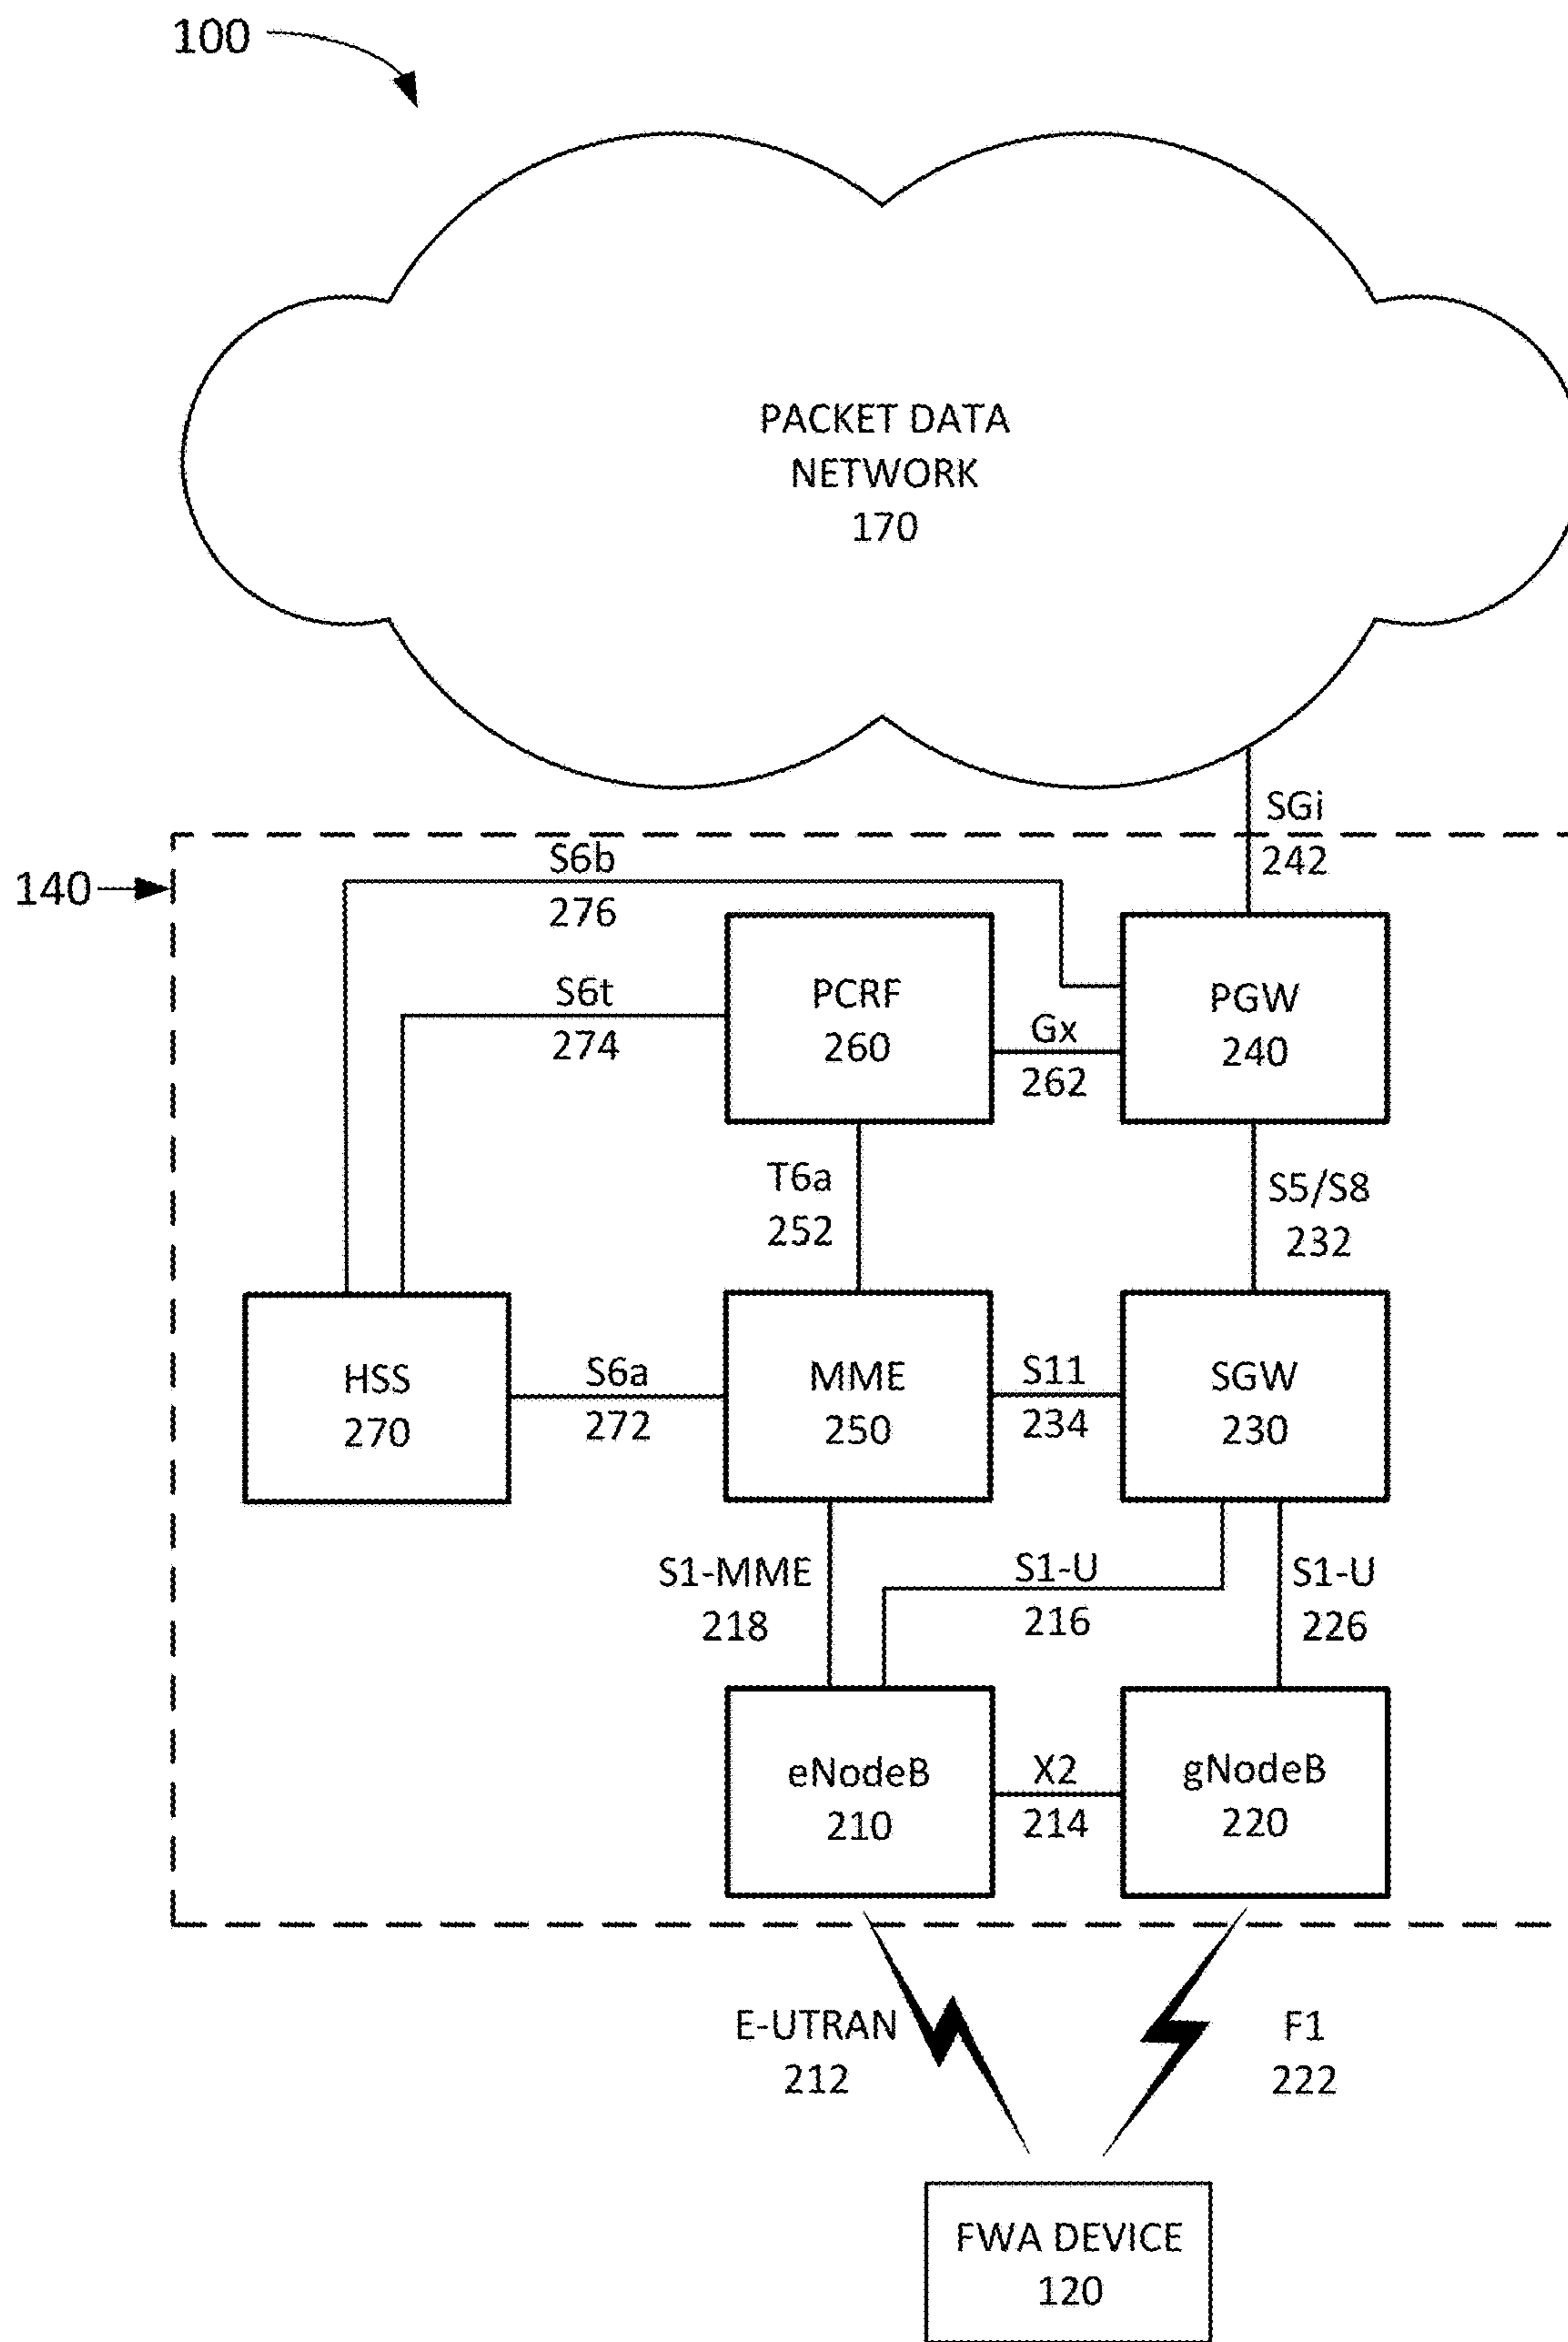 100
PACKET DATA
NETWORK
170
SGi
242
140
S6b
276
S6t
274
PCRF
260
Gx
262
PGW
240
T6a
252
S5/S8
232
HSS
270
S6a
272
MME
250
S11
234
SGW
230
S1-MME
218
S1-U
216
S1-U
226
eNodeB
210
X2
214
gNodeB
220
E-UTRAN
212
F1
222
FWA DEVICE
120